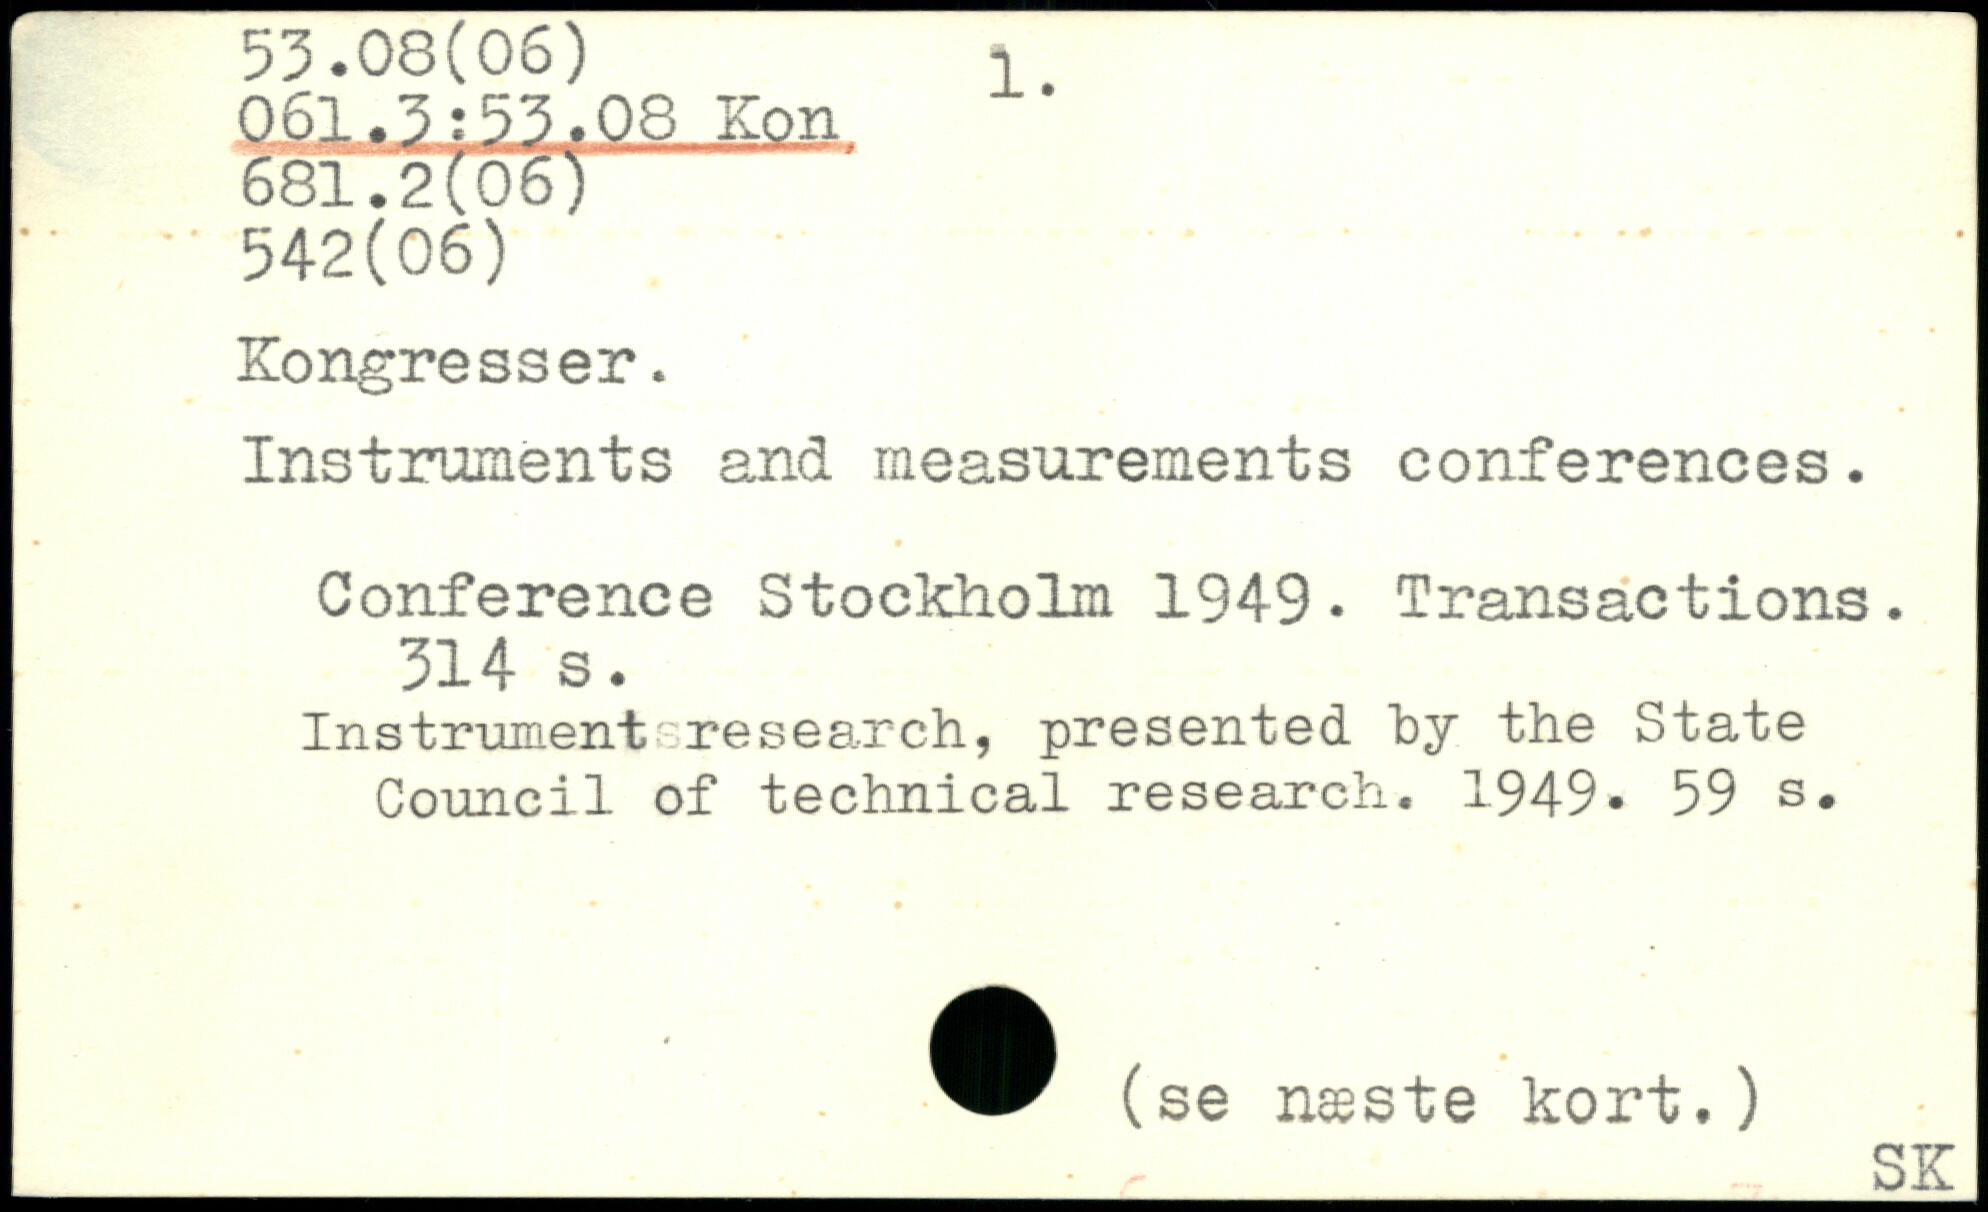 53.08(06)
1.
061.3:53.08 Kon
681.2(06)
542(06)
Kongresser.
Instruments and measurements conferences.
Conference Stockholm 1949. Transactions.
314 s.
Instrumentsresearch, presented by the State
Council of technical research. 1949. 59 s.
(se næste kort.)
SK